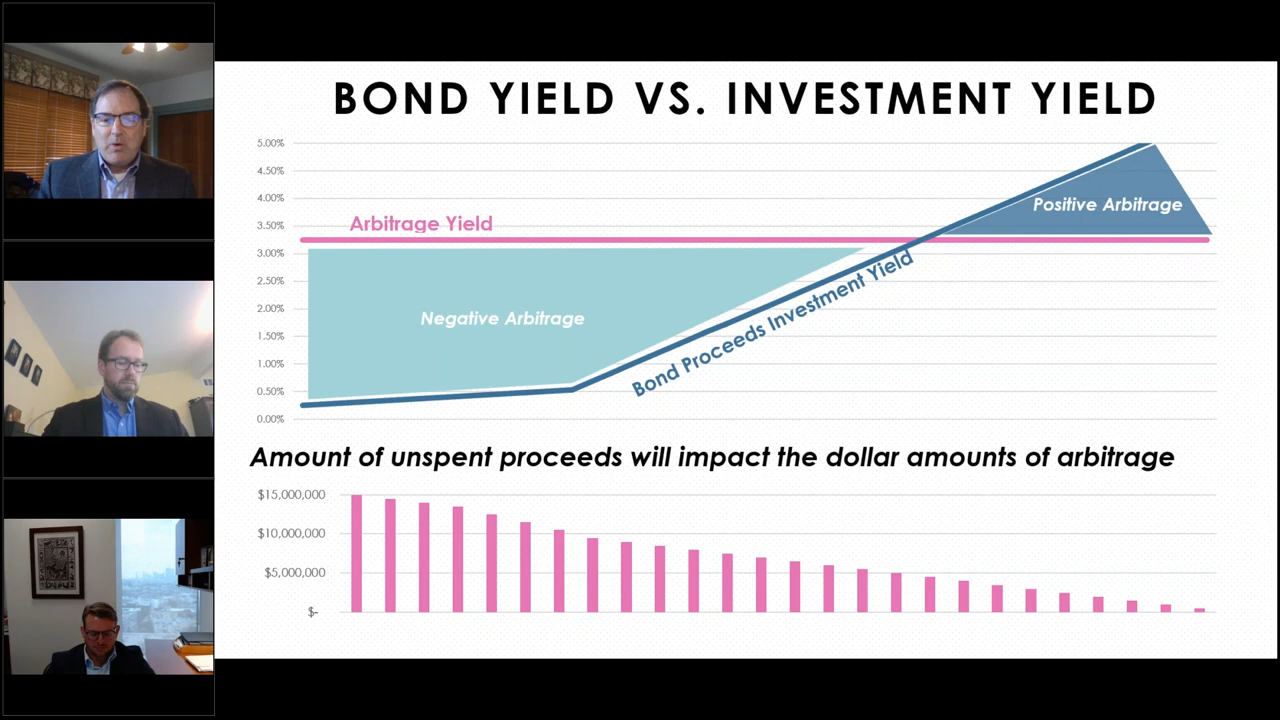 BOND YIELD VS. INVESTMENT YIELD
5.00%
4.50%
4.00%
3.50%
3.00%
2.50%
2.00%
1.50%
1.00%
0.50%
0.00%
Arbitrage Yield
Positive Arbitrage
Negative Arbitrage
Bond Proceeds Investment Yield
Amount of unspent proceeds will impact the dollar amounts of arbitrage
$15,000,000
$10,000,000
$5,000,000
$-